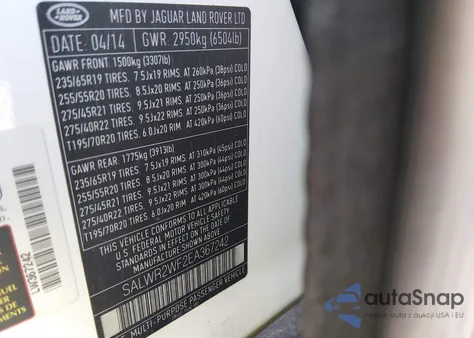 LAND ROVER
MFD BY JAGUAR LAND ROVER LTD
DATE 04/14 GWR: 2950kg (6504lb)
GAWR FRONT 1500kg (3307lb)
235/65R19 TIRES. 7.5Jx19 RIMS. AT 260kPa (38psi) COLD
255/55R20 TIRES. 8.5Jx20 RIMS. AT 250kPa (36psi) COLD
275/45R21 TIRES. 9.5Jx21 RIMS. AT 250kPa (36psi) COLD
275/40R22 TIRES. 9.5Jx22 RIMS. AT 250kPa (36psi) COLD
T195/70R20 TIRES. 6.0Jx20 RIMS. AT 420kPa (60psi) COLD
GAWR REAR 1775kg (3913lb)
235/65R19 TIRES. 7.5Jx19 RIMS. AT 310kPa (45psi) COLD
255/55R20 TIRES. 8.5Jx20 RIMS. AT 300kPa (44psi) COLD
275/45R21 TIRES. 9.5Jx21 RIMS. AT 300kPa (44psi) COLD
275/40R22 TIRES. 9.5Jx22 RIMS. AT 300kPa (44psi) COLD
T195/70R20 TIRES. 6.0Jx20 RIMS. AT 420kPa (60psi) COLD
THIS VEHICLE CONFORMS TO ALL APPLICABLE
U.S. FEDERAL MOTOR VEHICLE SAFETY
STANDARDS IN EFFECT ON THE DATE OF
MANUFACTURE SHOWN ABOVE
SALWR2WF2EA367242
MULTI-PURPOSE PASSENGER VEHICLE
LW367242
autoSnap
AUTA POUSZKODZONE USA i EU